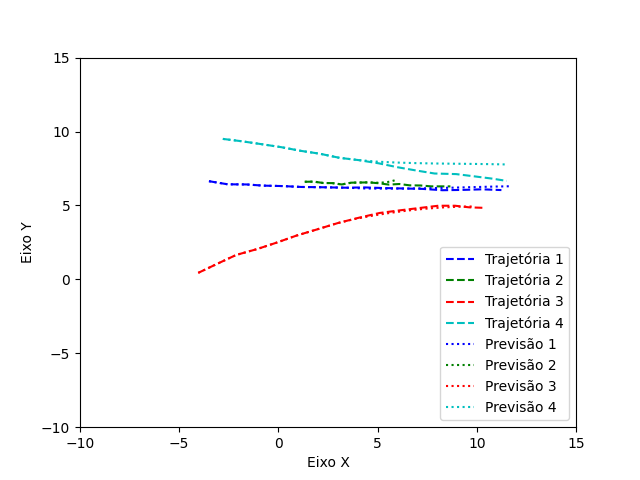 15
10
5
0
−5
−10
Eixo Y
−10
−5
0
5
10
15
Eixo X
Trajetória 1
Trajetória 2
Trajetória 3
Trajetória 4
Previsão 1
Previsão 2
Previsão 3
Previsão 4